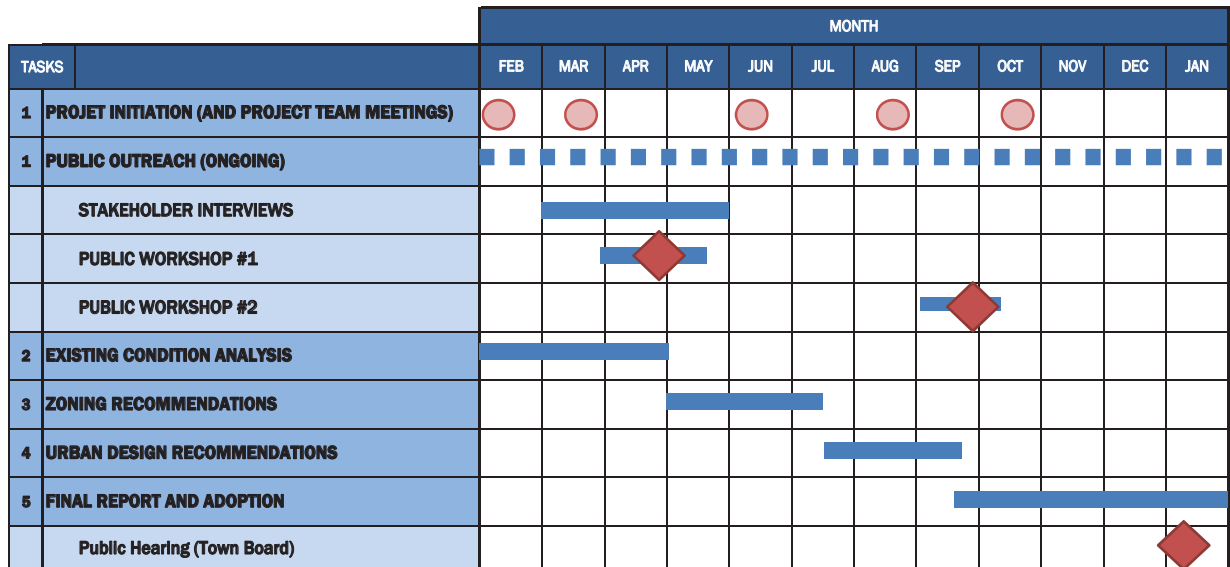 MONTH
TASKS FEB MAR APR MAY JUN JUL AUG SEP OCT NOV DEC JAN
1 PROJET INITIATION (AND PROJECT TEAM MEETINGS)
1 PUBLIC OUTREACH (ONGOING)
STAKEHOLDER INTERVIEWS
PUBLIC WORKSHOP #1
PUBLIC WORKSHOP #2
2 EXISTING CONDITION ANALYSIS
3 ZONING RECOMMENDATIONS
4 URBAN DESIGN RECOMMENDATIONS
5 FINAL REPORT AND ADOPTION
Public Hearing (Town Board)